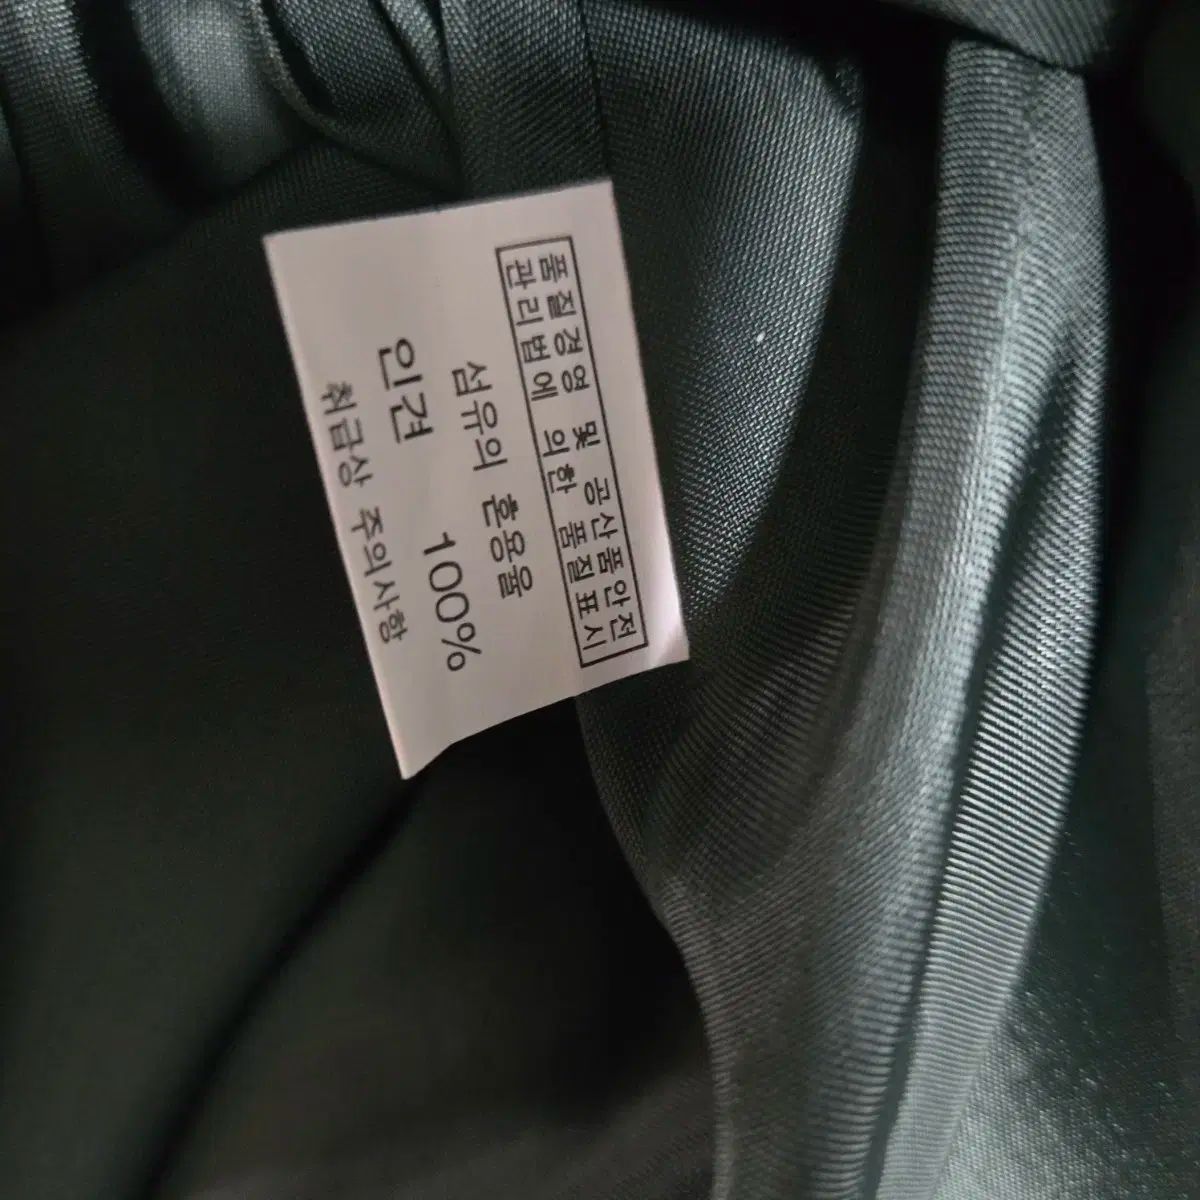 품질경영 및 공산품안전
관리법에 의한 품질표시
섬유의 혼용율
인견 100%
취급상 주의사항